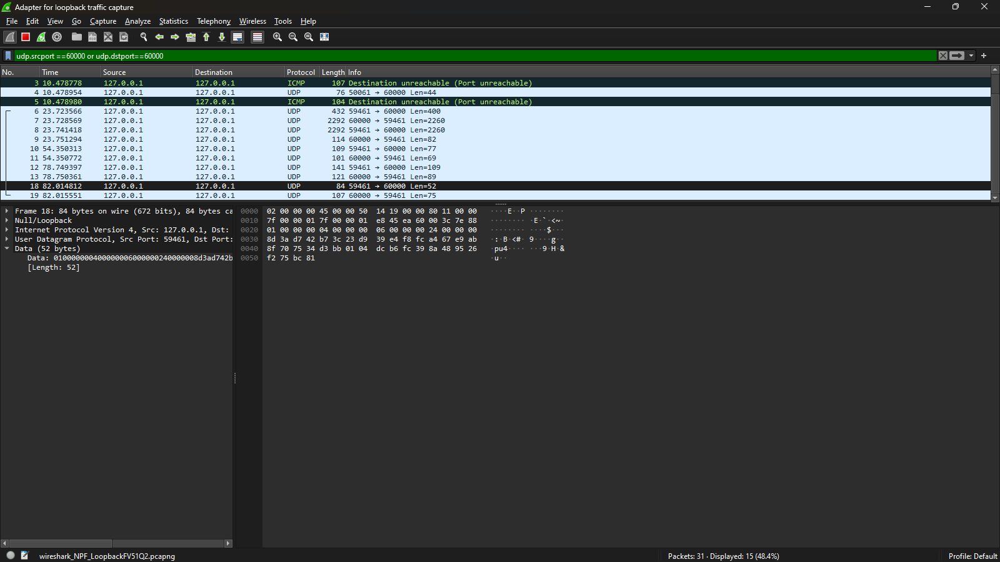 Adapter for loopback traffic capture
File Edit View Go Capture Analyze Statistics Telephony Wireless Tools Help
udp.srcport ==60000 or udp.dstport==60000
No. Time Source Destination Protocol Length Info
3 10.478778 127.0.0.1 127.0.0.1 ICMP 107 Destination unreachable (Port unreachable)
4 10.478954 127.0.0.1 127.0.0.1 UDP 76 50061 → 60000 Len=44
5 10.478980 127.0.0.1 127.0.0.1 ICMP 104 Destination unreachable (Port unreachable)
6 23.723566 127.0.0.1 127.0.0.1 UDP 432 59461 → 60000 Len=400
7 23.728569 127.0.0.1 127.0.0.1 UDP 2292 60000 → 59461 Len=2260
8 23.741418 127.0.0.1 127.0.0.1 UDP 2292 59461 → 60000 Len=2260
9 23.751294 127.0.0.1 127.0.0.1 UDP 114 60000 → 59461 Len=82
10 54.350313 127.0.0.1 127.0.0.1 UDP 109 59461 → 60000 Len=77
11 54.350772 127.0.0.1 127.0.0.1 UDP 101 60000 → 59461 Len=69
12 78.749397 127.0.0.1 127.0.0.1 UDP 141 59461 → 60000 Len=109
13 78.750361 127.0.0.1 127.0.0.1 UDP 121 60000 → 59461 Len=89
18 82.014812 127.0.0.1 127.0.0.1 UDP 84 59461 → 60000 Len=52
19 82.015551 127.0.0.1 127.0.0.1 UDP 107 60000 → 59461 Len=75
Frame 18: 84 bytes on wire (672 bits), 84 bytes ca
Null/Loopback
Internet Protocol Version 4, Src: 127.0.0.1, Dst:
User Datagram Protocol, Src Port: 59461, Dst Port:
Data (52 bytes)
Data: 010000000400000006000000240000008d3ad742b
[Length: 52]
0000 02 00 00 00 45 00 00 50 14 19 00 00 80 11 00 00 ····E··P ········
0010 7f 00 00 01 7f 00 00 01 e8 45 ea 60 00 3c 7e 88 ········ ·E·`·<~·
0020 01 00 00 00 04 00 00 00 06 00 00 00 24 00 00 00 ········ ····$···
0030 8d 3a d7 42 b7 3c 23 d9 39 e4 f8 fc a4 67 e9 ab ·:·B·<#· 9····g··
0040 8f 70 75 34 d3 bb 01 04 dc b6 fc 39 8a 48 95 26 ·pu4···· ···9·H·&
0050 f2 75 bc 81 ·u··
wireshark_NPF_LoopbackFV51Q2.pcapng
Packets: 31 · Displayed: 15 (48.4%)
Profile: Default